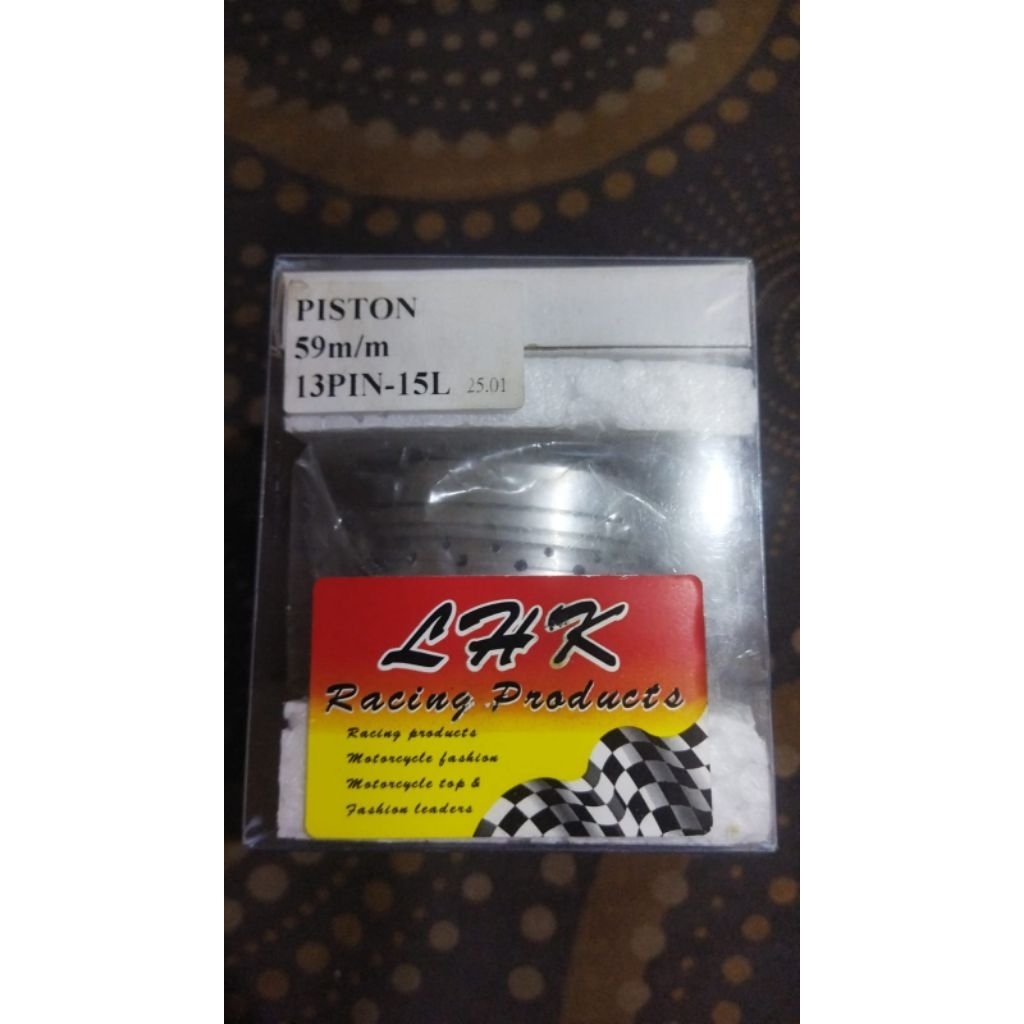 PISTON
59m/m
13PIN-15L 25.01
LHK
Racing Products
Racing products
Motorcycle fashion
Motorcycle top &
Fashion leaders